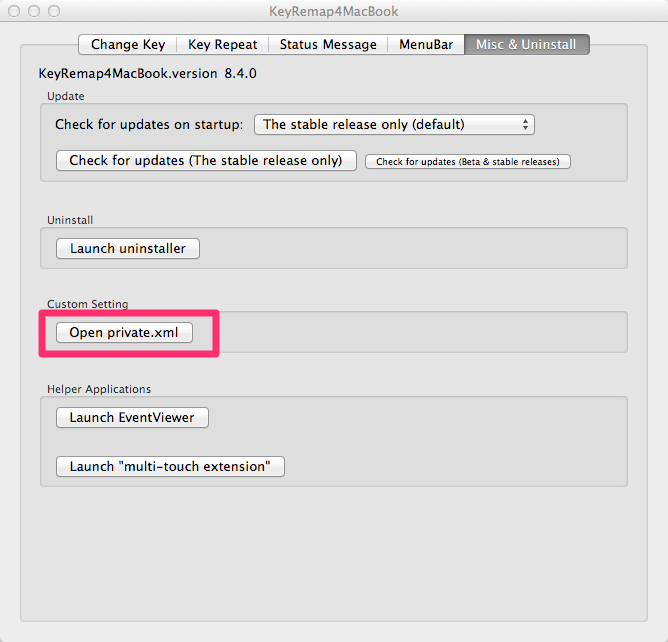 KeyRemap4MacBook
Change Key Key Repeat Status Message MenuBar Misc & Uninstall
KeyRemap4MacBook.version 8.4.0
Update
Check for updates on startup: The stable release only (default)
Check for updates (The stable release only) Check for updates (Beta & stable releases)
Uninstall
Launch uninstaller
Custom Setting
Open private.xml
Helper Applications
Launch EventViewer
Launch "multi-touch extension"